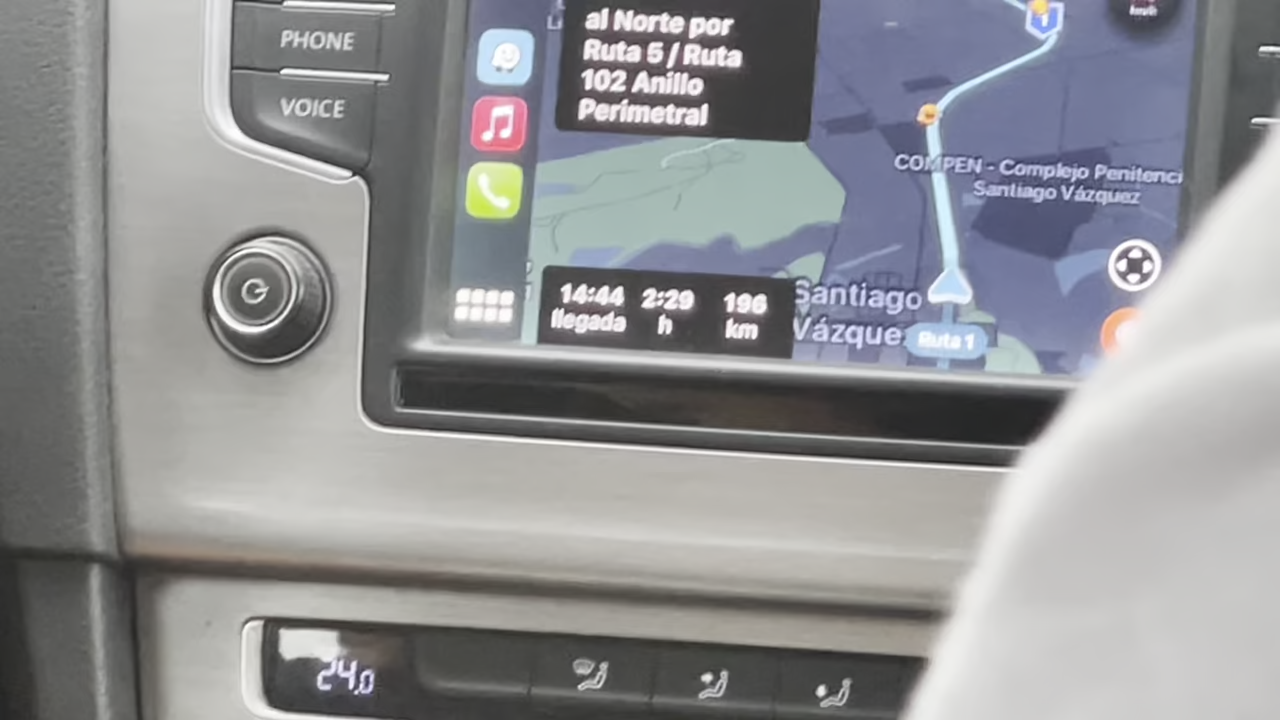 PHONE
VOICE
al Norte por
Ruta 5 / Ruta
102 Anillo
Perimetral
1
COMPEN - Complejo Penitenci
Santiago Vázquez
14:44 2:29 196
llegada h km
Santiago
Vázque
Ruta 1
24.0